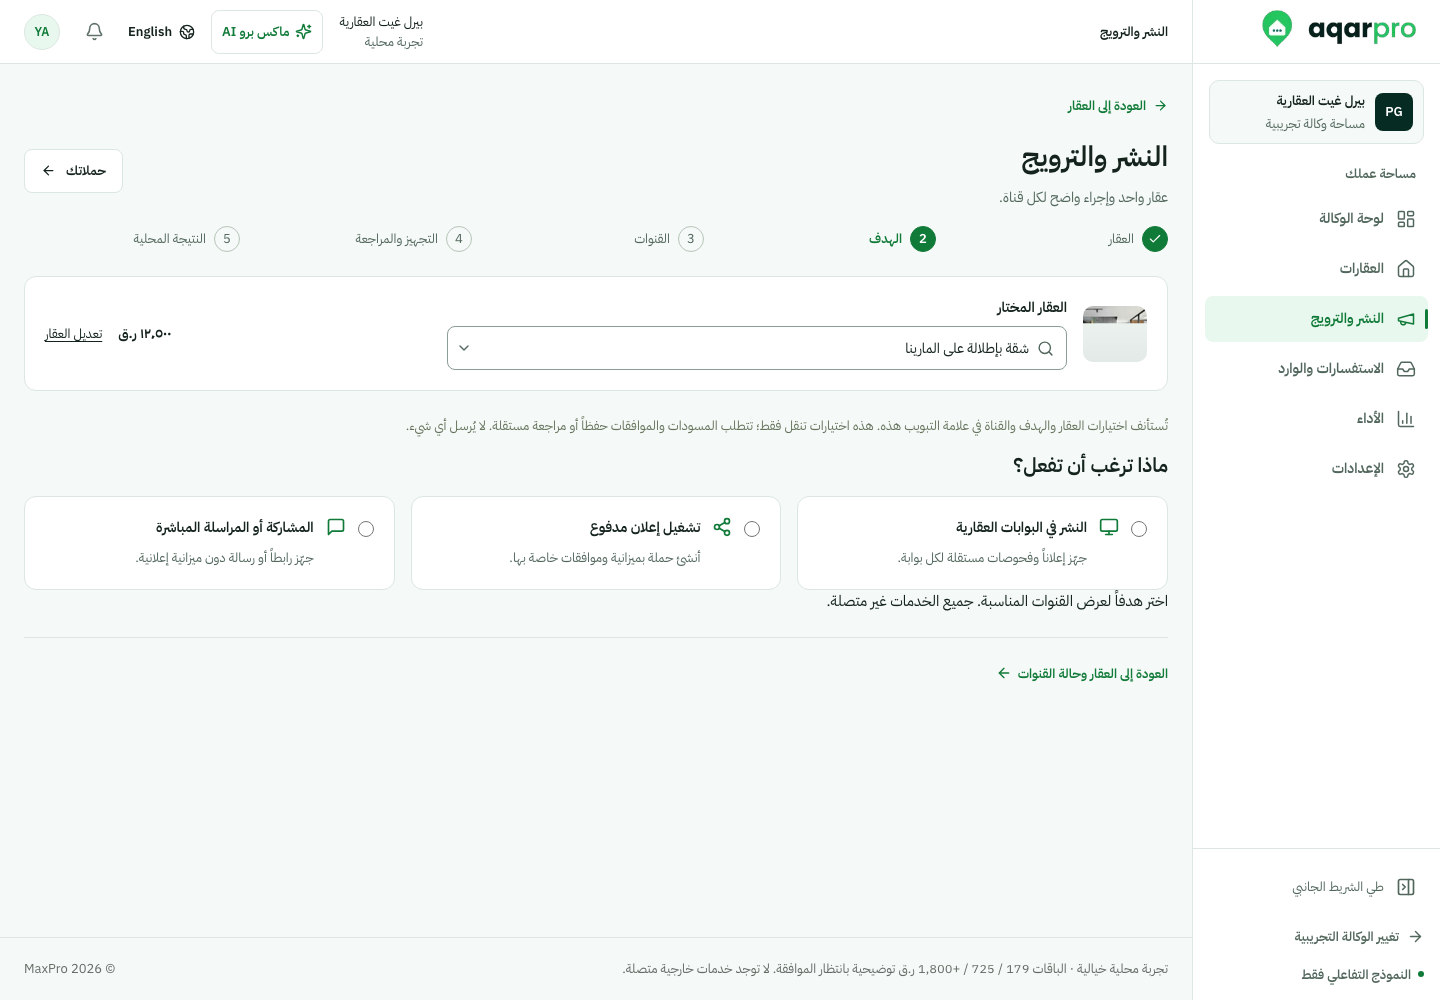 aqarpro
PG
بيرل غيت العقارية
مساحة وكالة تجريبية
مساحة عملك
لوحة الوكالة
العقارات
النشر والترويج
الاستفسارات والوارد
الأداء
الإعدادات
طي الشريط الجانبي
تغيير الوكالة التجريبية
النموذج التفاعلي فقط
النشر والترويج
بيرل غيت العقارية
تجربة محلية
ماكس برو AI
English
YA
العودة إلى العقار
النشر والترويج
عقار واحد وإجراء واضح لكل قناة.
حملاتك
العقار
2 الهدف
3 القنوات
4 التجهيز والمراجعة
5 النتيجة المحلية
العقار المختار
شقة بإطلالة على المارينا
١٢,٥٠٠ ر.ق
تعديل العقار
تُستأنف اختيارات العقار والهدف والقناة في علامة التبويب هذه. هذه اختيارات تنقل فقط؛ تتطلب المسودات والموافقات حفظاً أو مراجعة مستقلة. لا يُرسل أي شيء.
ماذا ترغب أن تفعل؟
النشر في البوابات العقارية
جهّز إعلاناً وفحوصات مستقلة لكل بوابة.
تشغيل إعلان مدفوع
أنشئ حملة بميزانية وموافقات خاصة بها.
المشاركة أو المراسلة المباشرة
جهّز رابطاً أو رسالة دون ميزانية إعلانية.
اختر هدفاً لعرض القنوات المناسبة. جميع الخدمات غير متصلة.
العودة إلى العقار وحالة القنوات
تجربة محلية خيالية · الباقات 179 / 725 / +1,800 ر.ق توضيحية بانتظار الموافقة. لا توجد خدمات خارجية متصلة.
© 2026 MaxPro